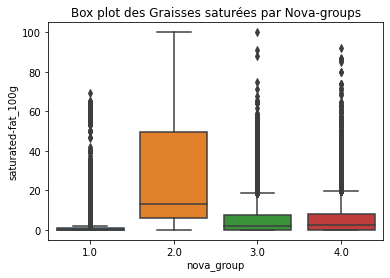 Box plot des Graisses saturées par Nova-groups
saturated-fat_100g
100
80
60
40
20
0
1.0 2.0 3.0 4.0
nova_group